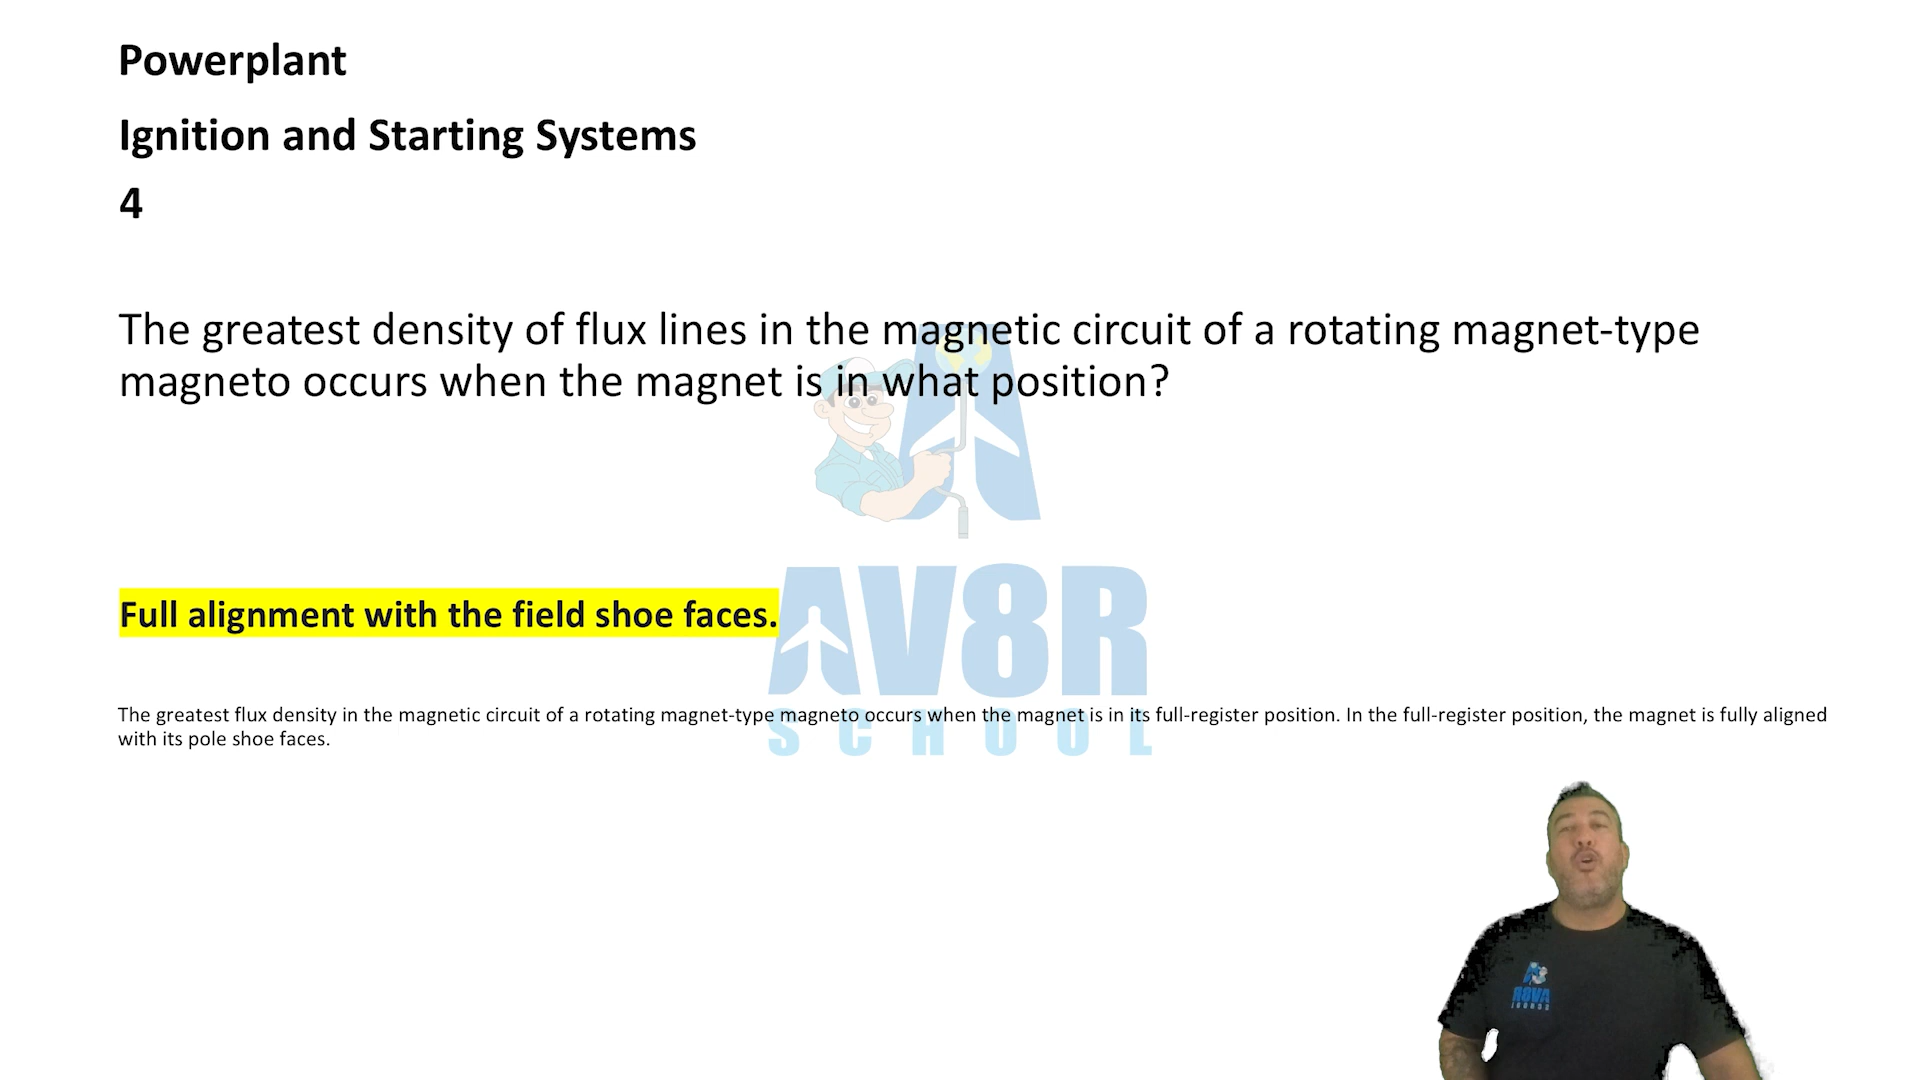 Powerplant
Ignition and Starting Systems
4
The greatest density of flux lines in the magnetic circuit of a rotating magnet-type
magneto occurs when the magnet is in what position?
Full alignment with the field shoe faces.
AV8R
The greatest flux density in the magnetic circuit of a rotating magnet-type magneto occurs when the magnet is in its full-register position. In the full-register position, the magnet is fully aligned
with its pole shoe faces.
SCHOOL